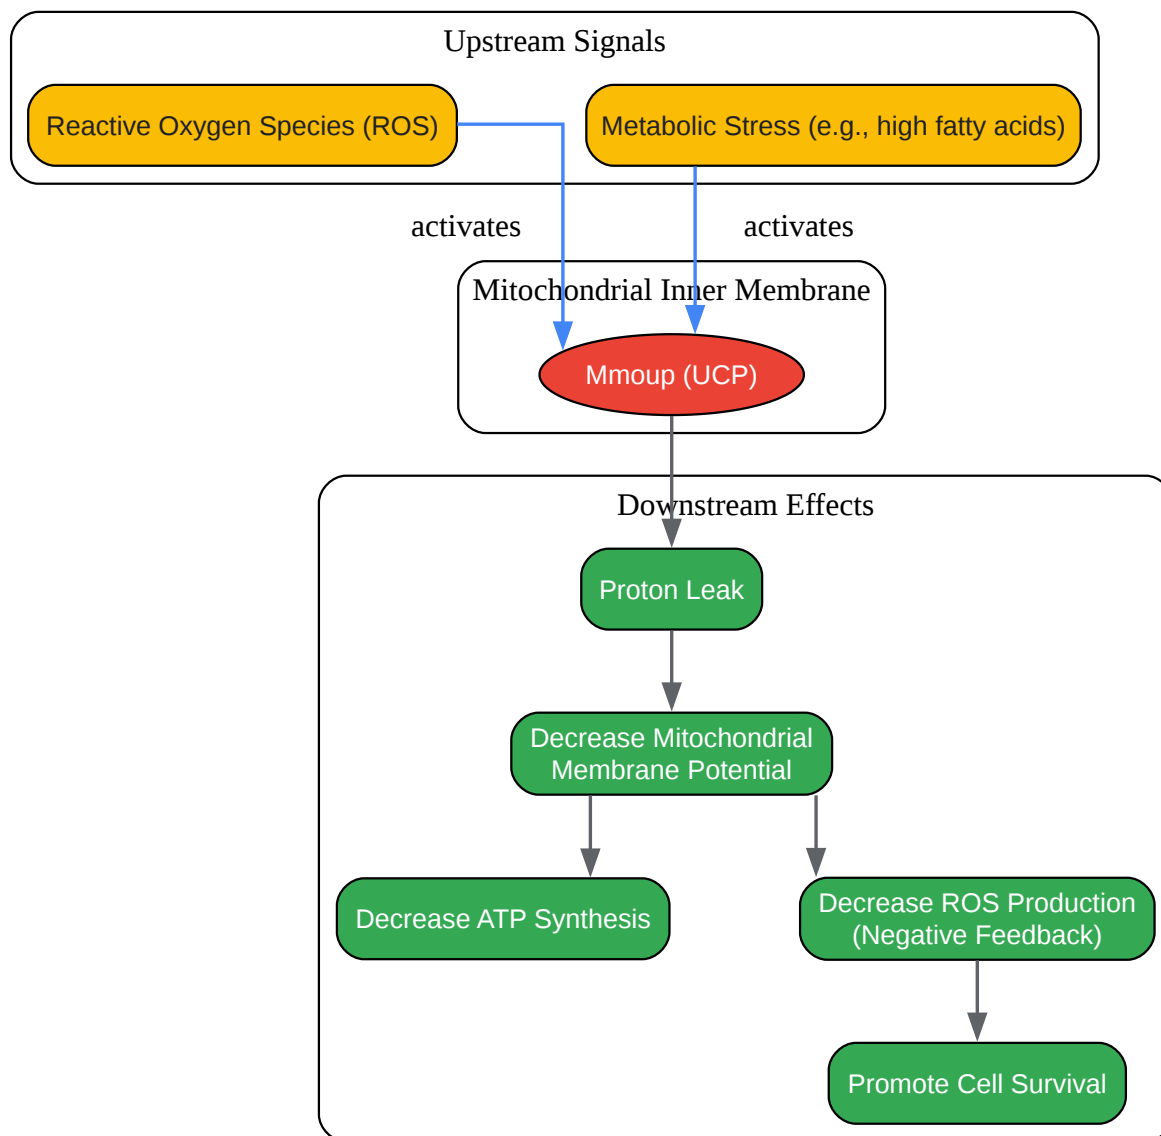 Upstream Signals
Reactive Oxygen Species (ROS)
Metabolic Stress (e.g., high fatty acids)
activates
activates
Mitochondrial Inner Membrane
Mmoup (UCP)
Downstream Effects
Proton Leak
Decrease Mitochondrial
Membrane Potential
Decrease ATP Synthesis
Decrease ROS Production
(Negative Feedback)
Promote Cell Survival